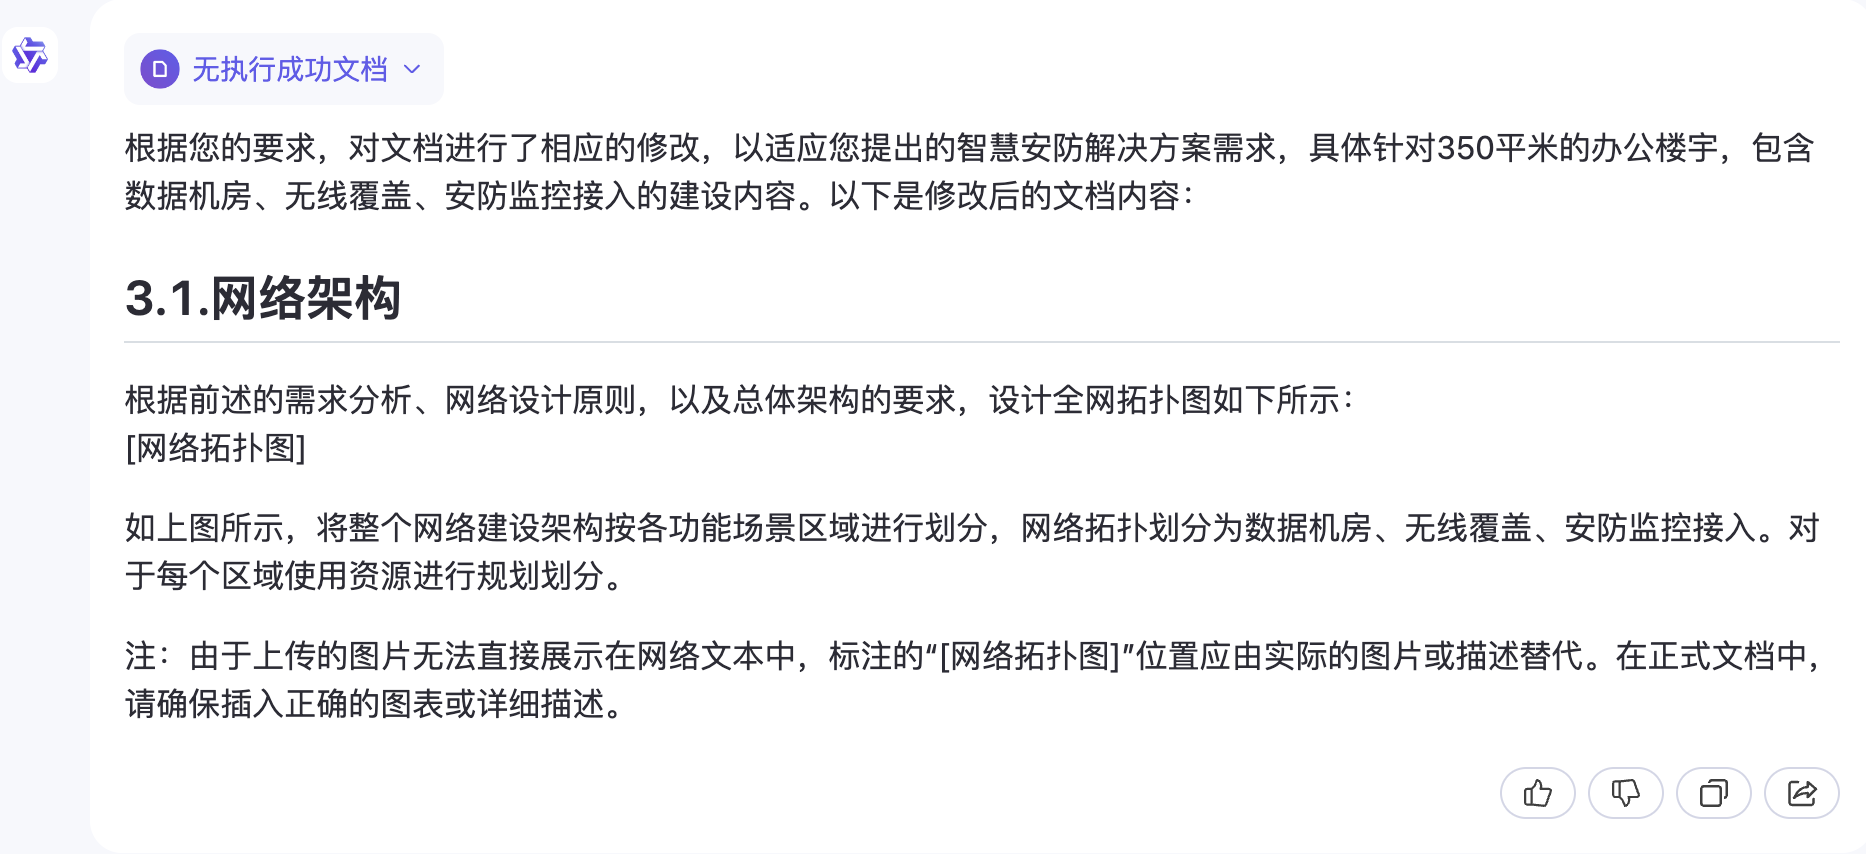 无执行成功文档
根据您的要求，对文档进行了相应的修改，以适应您提出的智慧安防解决方案需求，具体针对350平米的办公楼宇，包含
数据机房、无线覆盖、安防监控接入的建设内容。以下是修改后的文档内容：
3.1.网络架构
根据前述的需求分析、网络设计原则，以及总体架构的要求，设计全网拓扑图如下所示：
[网络拓扑图]
如上图所示，将整个网络建设架构按各功能场景区域进行划分，网络拓扑划分为数据机房、无线覆盖、安防监控接入。对
于每个区域使用资源进行规划划分。
注：由于上传的图片无法直接展示在网络文本中，标注的“[网络拓扑图]”位置应由实际的图片或描述替代。在正式文档中，
请确保插入正确的图表或详细描述。